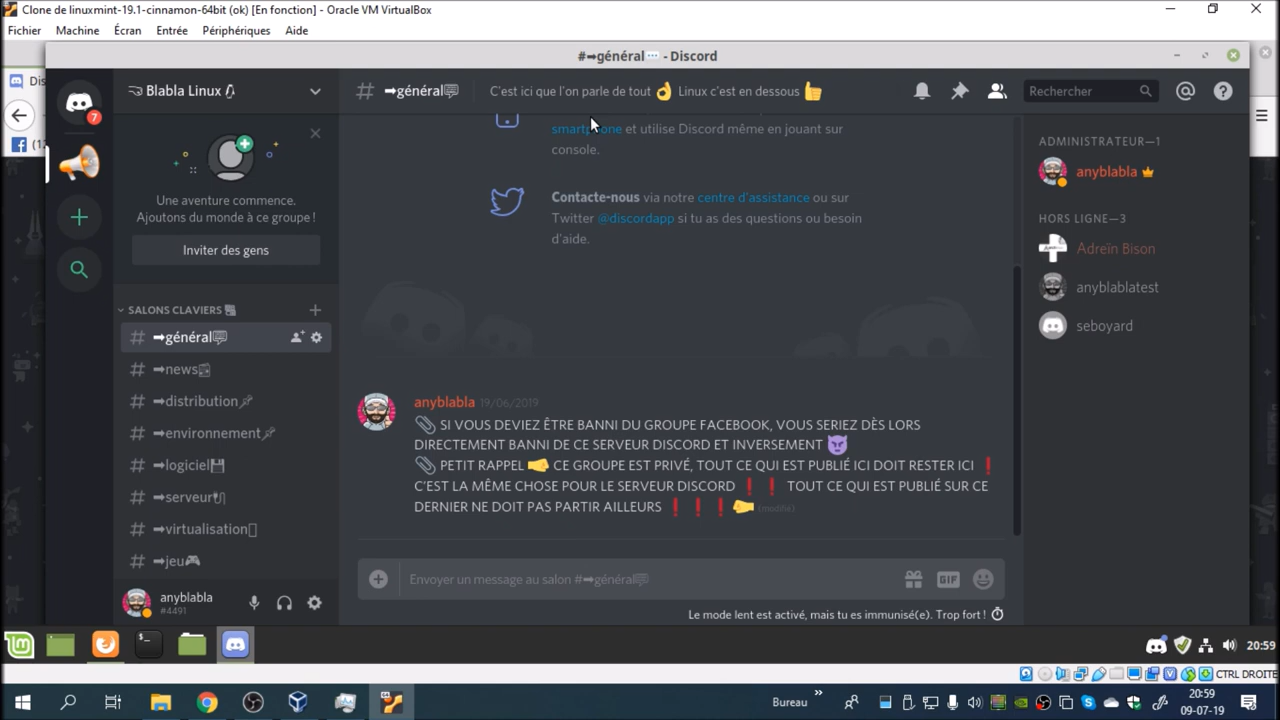 Clone de linuxmint-19.1-cinnamon-64bit (ok) [En fonction] - Oracle VM VirtualBox
Fichier Machine Écran Entrée Périphériques Aide
#➡général💬 - Discord
Dis
Blabla Linux
# ➡général💬 C'est ici que l'on parle de tout 👌 Linux c'est en dessous 👍 Rechercher
7
smartphone et utilise Discord même en jouant sur
console.
Contacte-nous via notre centre d'assistance ou sur
Twitter @discordapp si tu as des questions ou besoin
d'aide.
Une aventure commence.
Ajoutons du monde à ce groupe !
Inviter des gens
SALONS CLAVIERS
# ➡général💬
# ➡news📻
# ➡distribution
# ➡environnement
# ➡logiciel💾
# ➡serveur
# ➡virtualisation
# ➡jeu🎮
anyblabla
#4491
anyblabla 19/06/2019
📎 SI VOUS DEVIEZ ÊTRE BANNI DU GROUPE FACEBOOK, VOUS SERIEZ DÈS LORS
DIRECTEMENT BANNI DE CE SERVEUR DISCORD ET INVERSEMENT 😈
📎 PETIT RAPPEL 🤜 CE GROUPE EST PRIVÉ, TOUT CE QUI EST PUBLIÉ ICI DOIT RESTER ICI ❗
C'EST LA MÊME CHOSE POUR LE SERVEUR DISCORD ❗ ❗ TOUT CE QUI EST PUBLIÉ SUR CE
DERNIER NE DOIT PAS PARTIR AILLEURS ❗ ❗ ❗ 🤛 (modifié)
Envoyer un message au salon #➡général💬
GIF
Le mode lent est activé, mais tu es immunisé(e). Trop fort !
ADMINISTRATEUR—1
anyblabla
HORS LIGNE—3
Adreïn Bison
anyblablatest
seboyard
20:59
CTRL DROITE
Bureau
20:59
09-07-19